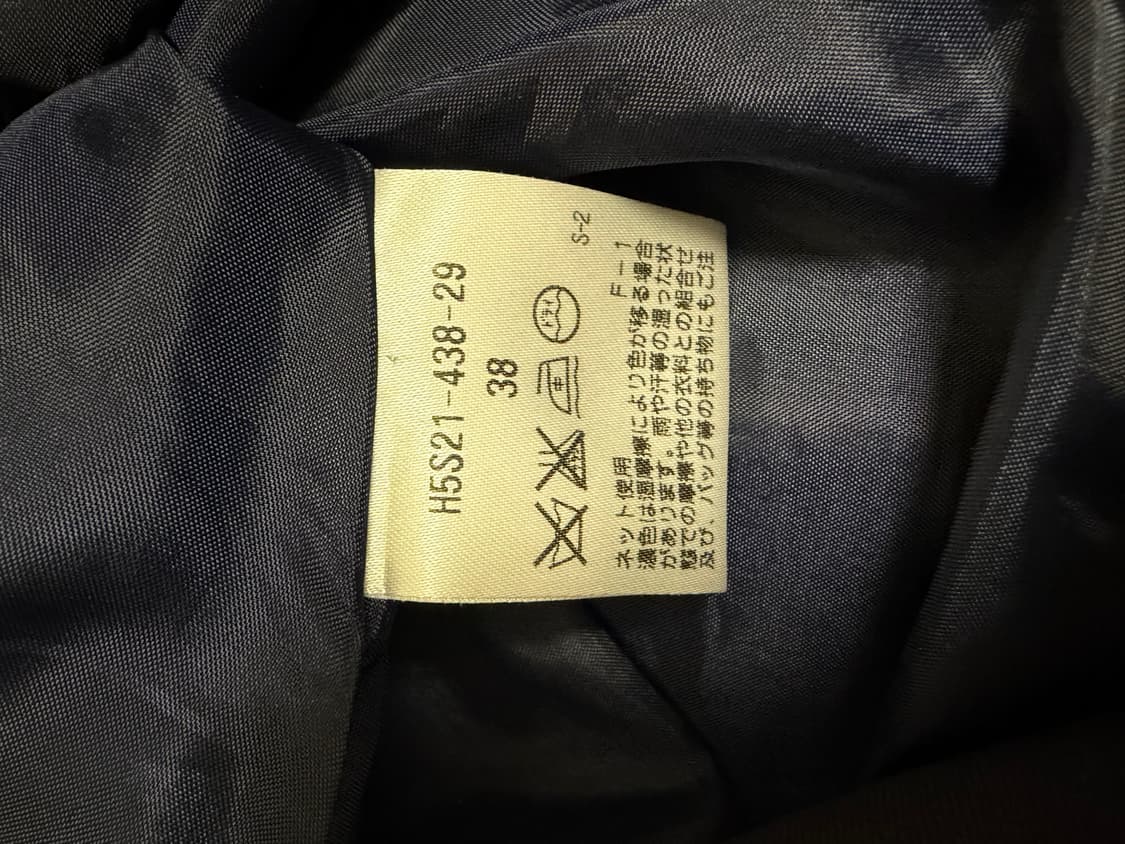 H5S21-438-29
38
中
ドライ
S-2
ネット使用 F-1
濃色は湿摩擦により色が移る場合
があります。雨や汗等の湿った状
態での摩擦や他の衣料との組合せ
及び、バッグ等の持ち物にもご注